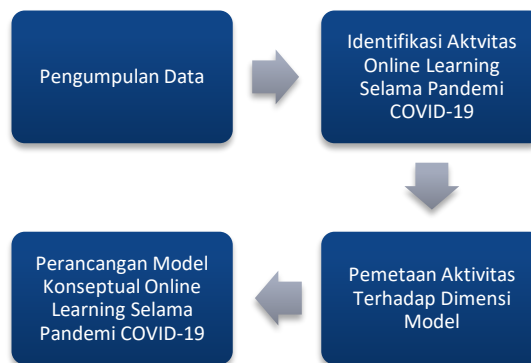 Pengumpulan Data
Identifikasi Aktvitas
Online Learning
Selama Pandemi
COVID-19
Pemetaan Aktivitas
Terhadap Dimensi
Model
Perancangan Model
Konseptual Online
Learning Selama
Pandemi COVID-19